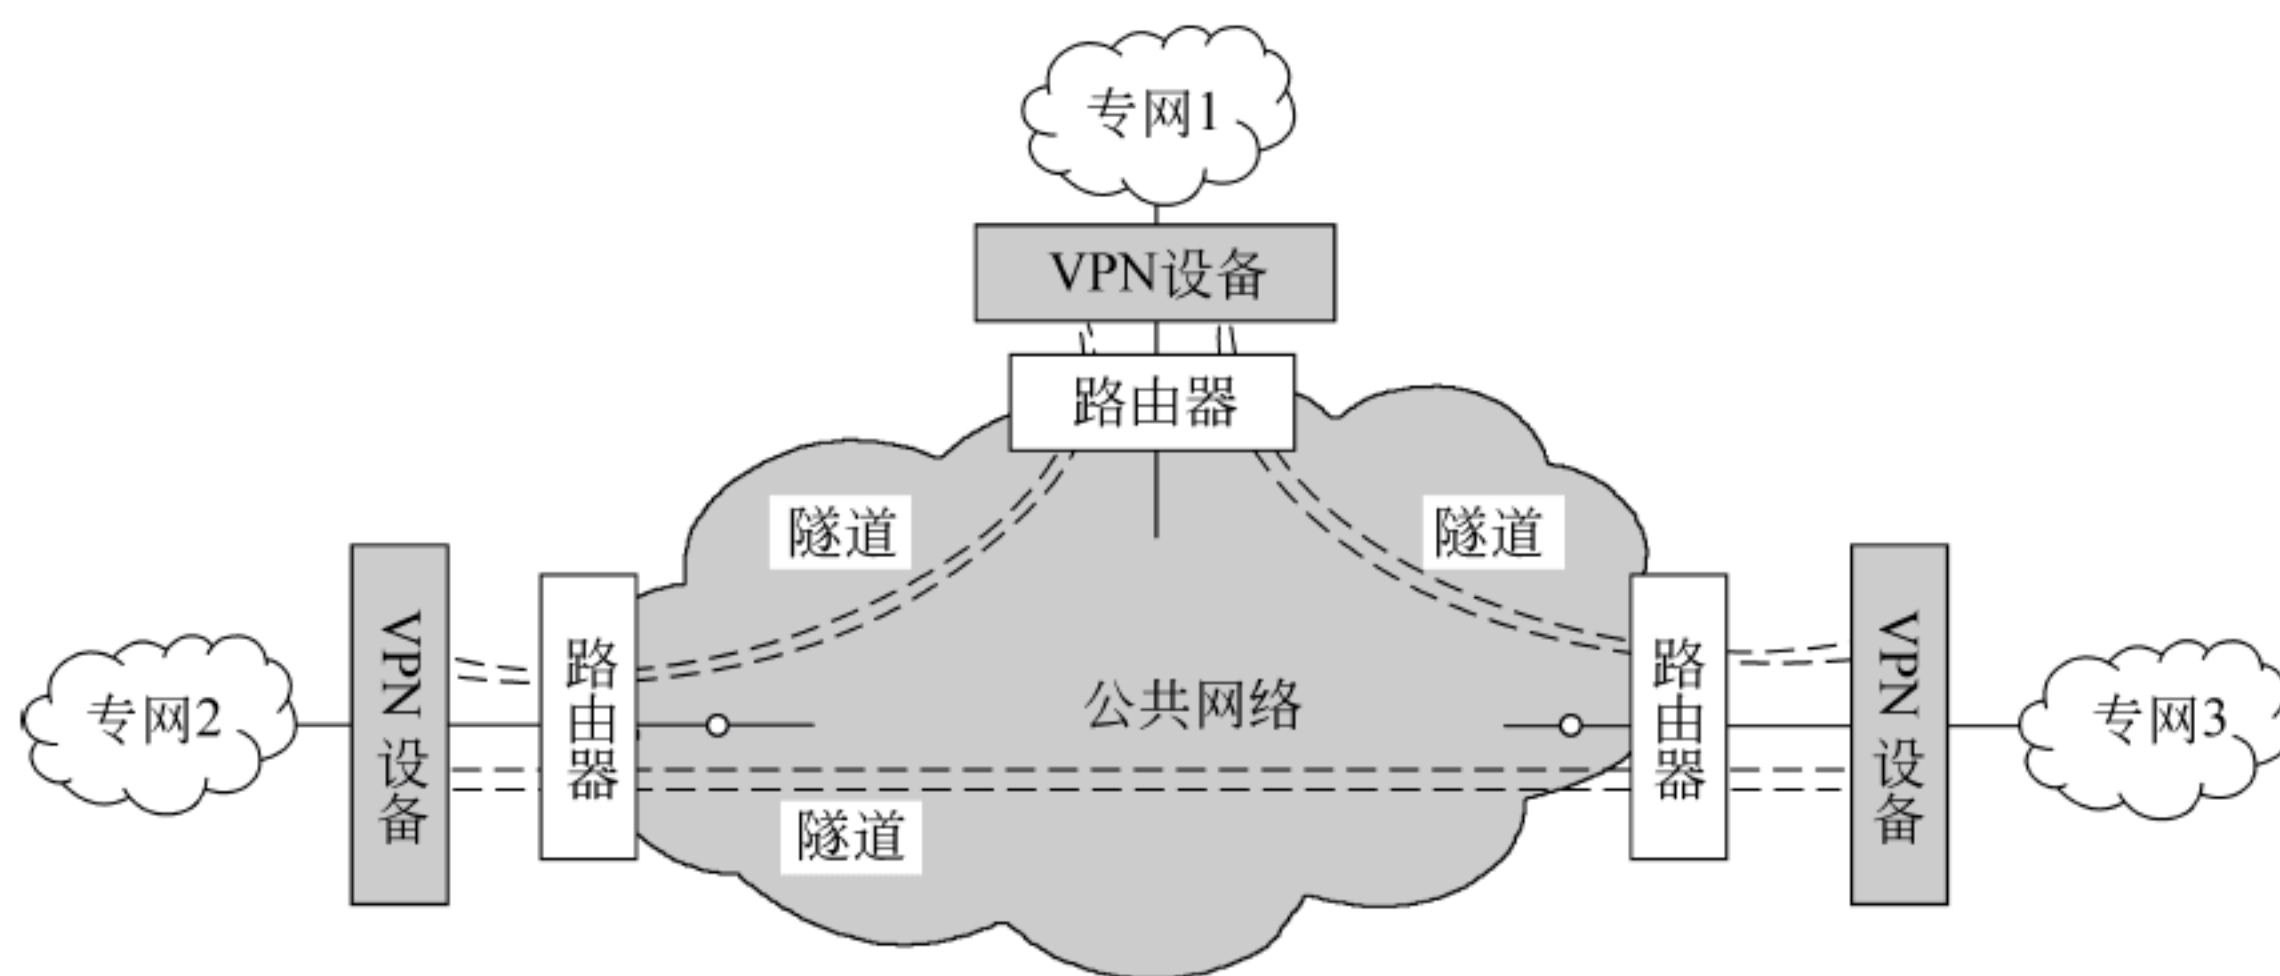 专网1
VPN设备
路由器
隧道
隧道
VPN设备
路由器
专网2
公共网络
路由器
VPN设备
专网3
隧道